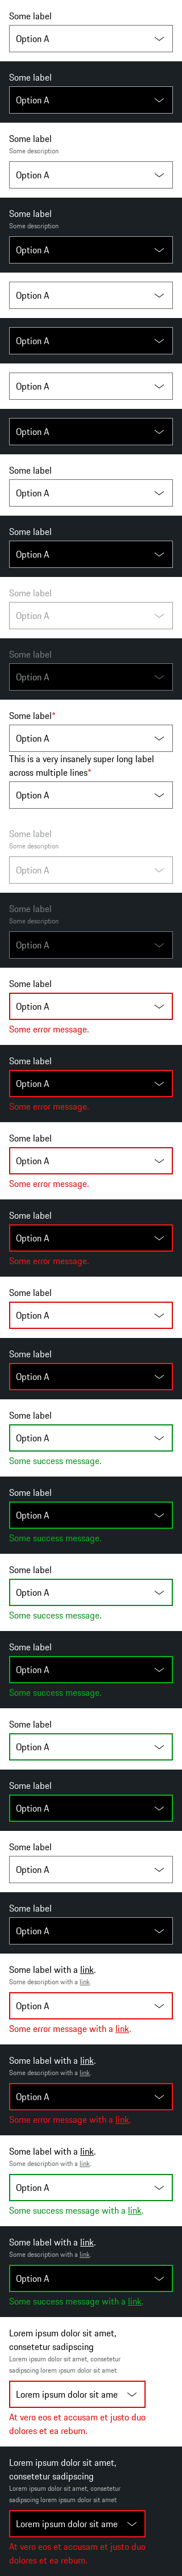 Some label
Option A
Some label
Option A
Some label
Some description
Option A
Some label
Some description
Option A
Option A
Option A
Option A
Option A
Some label
Option A
Some label
Option A
Some label
Option A
Some label
Option A
Some label*
Option A
This is a very insanely super long label
across multiple lines*
Option A
Some label
Some description
Option A
Some label
Some description
Option A
Some label
Option A
Some error message.
Some label
Option A
Some error message.
Some label
Option A
Some error message.
Some label
Option A
Some error message.
Some label
Option A
Some label
Option A
Some label
Option A
Some success message.
Some label
Option A
Some success message.
Some label
Option A
Some success message.
Some label
Option A
Some success message.
Some label
Option A
Some label
Option A
Some label
Option A
Some label
Option A
Some label with a link.
Some description with a link.
Option A
Some error message with a link.
Some label with a link.
Some description with a link.
Option A
Some error message with a link.
Some label with a link.
Some description with a link.
Option A
Some success message with a link.
Some label with a link.
Some description with a link.
Option A
Some success message with a link.
Lorem ipsum dolor sit amet,
consetetur sadipscing
Lorem ipsum dolor sit amet, consetetur
sadipscing lorem ipsum dolor sit amet
Lorem ipsum dolor sit ame
At vero eos et accusam et justo duo
dolores et ea rebum.
Lorem ipsum dolor sit amet,
consetetur sadipscing
Lorem ipsum dolor sit amet, consetetur
sadipscing lorem ipsum dolor sit amet
Lorem ipsum dolor sit ame
At vero eos et accusam et justo duo
dolores et ea rebum.